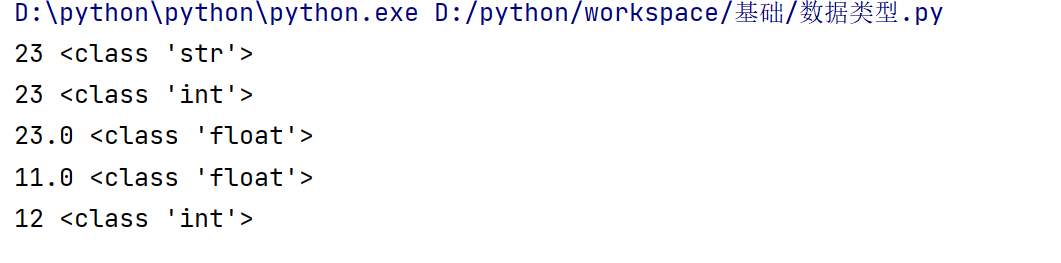 D:\python\python\python.exe D:/python/workspace/基础/数据类型.py
23 <class 'str'>
23 <class 'int'>
23.0 <class 'float'>
11.0 <class 'float'>
12 <class 'int'>